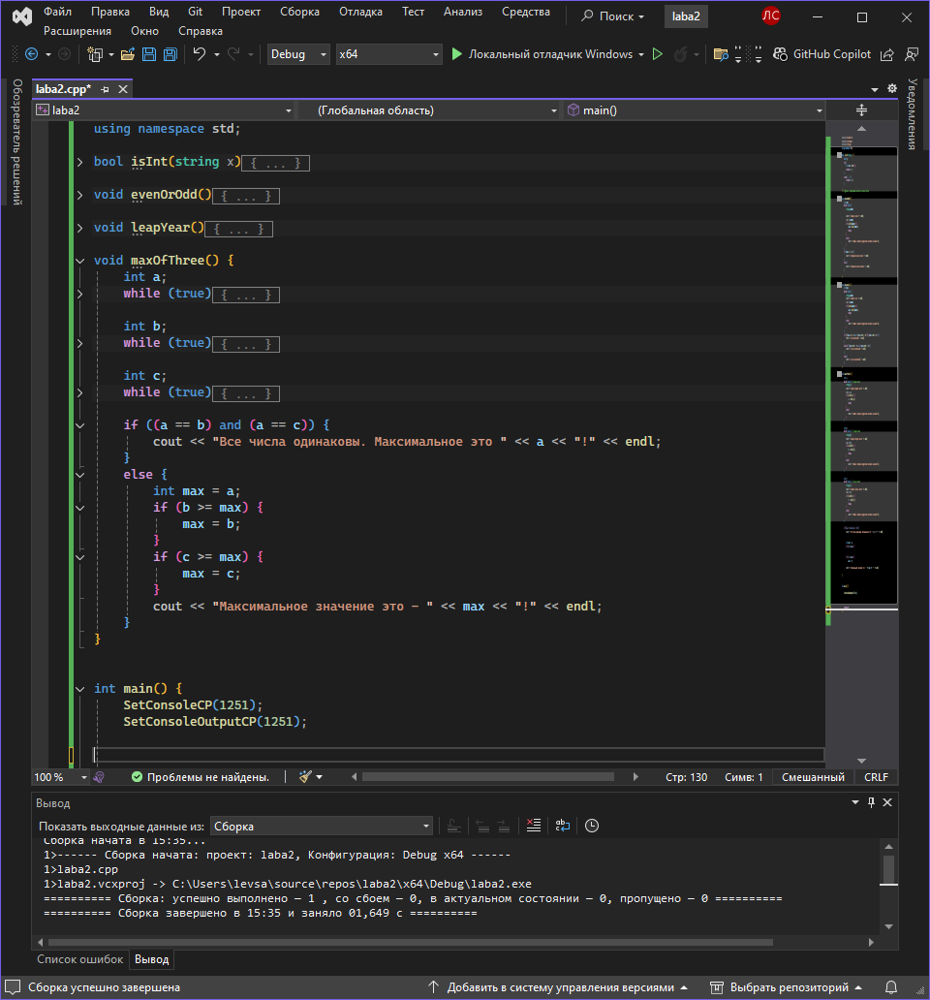 Файл Правка Вид Git Проект Сборка Отладка Тест Анализ Средства Поиск laba2 ЛС
Расширения Окно Справка
Debug x64 Локальный отладчик Windows GitHub Copilot
Обозреватель решений
laba2.cpp*
Уведомления
laba2 (Глобальная область) main()
using namespace std;
bool isInt(string x){ ... }
void evenOrOdd(){ ... }
void leapYear(){ ... }
void maxOfThree() {
int a;
while (true){ ... }
int b;
while (true){ ... }
int c;
while (true){ ... }
if ((a == b) and (a == c)) {
cout << "Все числа одинаковы. Максимальное это " << a << "!" << endl;
}
else {
int max = a;
if (b >= max) {
max = b;
}
if (c >= max) {
max = c;
}
cout << "Максимальное значение это - " << max << "!" << endl;
}
}
int main() {
SetConsoleCP(1251);
SetConsoleOutputCP(1251);
100 % Проблемы не найдены. Стр: 130 Симв: 1 Смешанный CRLF
Вывод
Показать выходные данные из: Сборка
Сборка начата в 15:35...
1>------ Сборка начата: проект: laba2, Конфигурация: Debug x64 ------
1>laba2.cpp
1>laba2.vcxproj -> C:\Users\levsa\source\repos\laba2\x64\Debug\laba2.exe
========== Сборка: успешно выполнено — 1 , со сбоем — 0, в актуальном состоянии — 0, пропущено — 0 ==========
========== Сборка завершено в 15:35 и заняло 01,649 с ==========
Список ошибок Вывод
Сборка успешно завершена Добавить в систему управления версиями Выбрать репозиторий